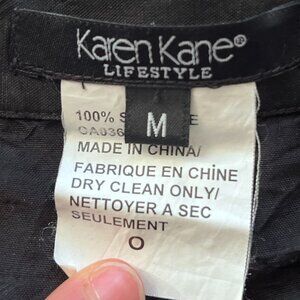 Karen Kane®
LIFESTYLE
M
100%
CA036
MADE IN CHINA/
FABRIQUE EN CHINE
DRY CLEAN ONLY/
NETTOYER A SEC
SEULEMENT
O